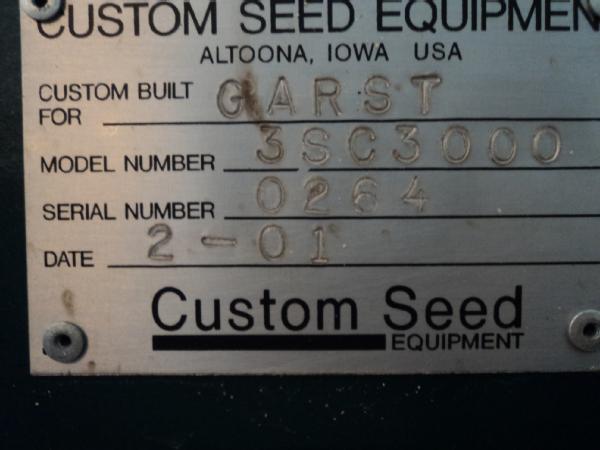 CUSTOM SEED EQUIPMEN
ALTOONA, IOWA USA
CUSTOM BUILT FOR GARST
MODEL NUMBER 3SC3000
SERIAL NUMBER 0264
DATE 2-01
Custom Seed
EQUIPMENT